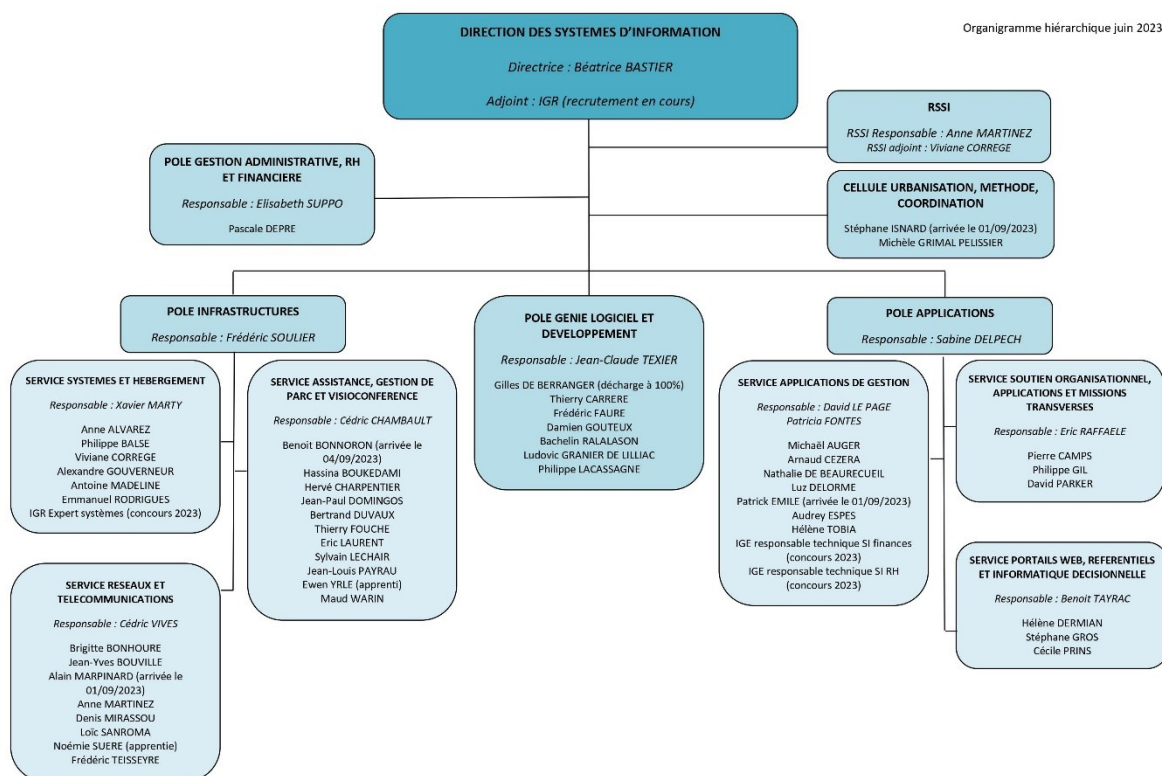 Organigramme hiérarchique juin 2023
DIRECTION DES SYSTEMES D'INFORMATION
Directrice : Béatrice BASTIER
Adjoint : IGR (recrutement en cours)
RSSI
RSSI Responsable : Anne MARTINEZ
RSSI adjoint : Viviane CORREGE
POLE GESTION ADMINISTRATIVE, RH
ET FINANCIERE
Responsable : Elisabeth SUPPO
Pascale DEPRE
CELLULE URBANISATION, METHODE,
COORDINATION
Stéphane ISNARD (arrivée le 01/09/2023)
Michèle GRIMAL PELISSIER
POLE INFRASTRUCTURES
Responsable : Frédéric SOULIER
POLE GENIE LOGICIEL ET
DEVELOPPEMENT
Responsable : Jean-Claude TEXIER
Gilles DE BERRANGER (décharge à 100%)
Thierry CARRERE
Frédéric FAURE
Damien GOUTEUX
Bachelin RALALASON
Ludovic GRANIER DE LILLIAC
Philippe LACASSAGNE
POLE APPLICATIONS
Responsable : Sabine DELPECH
SERVICE SYSTEMES ET HEBERGEMENT
Responsable : Xavier MARTY
Anne ALVAREZ
Philippe BALSE
Viviane CORREGE
Alexandre GOUVERNEUR
Antoine MADELINE
Emmanuel RODRIGUES
IGR Expert systèmes (concours 2023)
SERVICE ASSISTANCE, GESTION DE
PARC ET VISIOCONFERENCE
Responsable : Cédric CHAMBAULT
Benoit BONNORON (arrivée le
04/09/2023)
Hassina BOUKEDAMI
Hervé CHARPENTIER
Jean-Paul DOMINGOS
Bertrand DUVAUX
Thierry FOUCHE
Eric LAURENT
Sylvain LECHAIR
Jean-Louis PAYRAU
Ewen YRLE (apprenti)
Maud WARIN
SERVICE APPLICATIONS DE GESTION
Responsable : David LE PAGE
Patricia FONTES
Michaël AUGER
Arnaud CEZERA
Nathalie DE BEAURECUEIL
Luz DELORME
Patrick EMILE (arrivée le 01/09/2023)
Audrey ESPES
Hélène TOBIA
IGE responsable technique SI finances
(concours 2023)
IGE responsable technique SI RH
(concours 2023)
SERVICE SOUTIEN ORGANISATIONNEL,
APPLICATIONS ET MISSIONS
TRANSVERSES
Responsable : Eric RAFFAELE
Pierre CAMPS
Philippe GIL
David PARKER
SERVICE RESEAUX ET
TELECOMMUNICATIONS
Responsable : Cédric VIVES
Brigitte BONHOURE
Jean-Yves BOUVILLE
Alain MARPINARD (arrivée le
01/09/2023)
Anne MARTINEZ
Denis MIRASSOU
Loïc SANROMA
Noémie SUERE (apprentie)
Frédéric TEISSEYRE
SERVICE PORTAILS WEB, REFERENTIELS
ET INFORMATIQUE DECISIONNELLE
Responsable : Benoit TAYRAC
Hélène DERMIAN
Stéphane GROS
Cécile PRINS